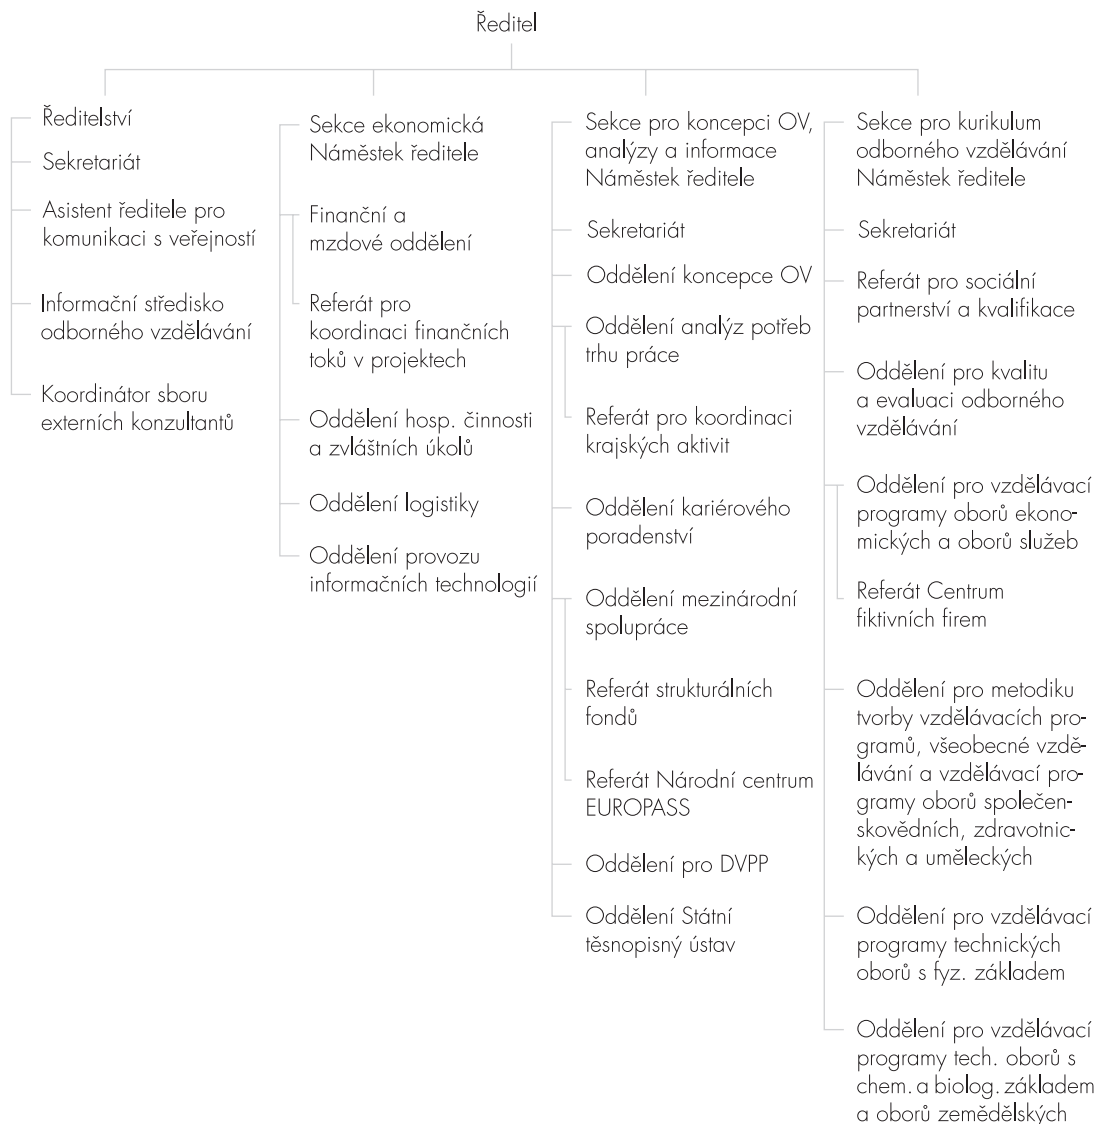 Ředitel
Ředitelství
Sekretariát
Asistent ředitele pro
komunikaci s veřejností
Informační středisko
odborného vzdělávání
Koordinátor sboru
externích konzultantů
Sekce ekonomická
Náměstek ředitele
Finanční a
mzdové oddělení
Referát pro
koordinaci finančních
toků v projektech
Oddělení hosp. činnosti
a zvláštních úkolů
Oddělení logistiky
Oddělení provozu
informačních technologií
Sekce pro koncepci OV,
analýzy a informace
Náměstek ředitele
Sekretariát
Oddělení koncepce OV
Oddělení analýz potřeb
trhu práce
Referát pro koordinaci
krajských aktivit
Oddělení kariérového
poradenství
Oddělení mezinárodní
spolupráce
Referát strukturálních
fondů
Referát Národní centrum
EUROPASS
Oddělení pro DVPP
Oddělení Státní
těsnopisný ústav
Sekce pro kurikulum
odborného vzdělávání
Náměstek ředitele
Sekretariát
Referát pro sociální
partnerství a kvalifikace
Oddělení pro kvalitu
a evaluaci odborného
vzdělávání
Oddělení pro vzdělávací
programy oborů ekono-
mických a oborů služeb
Referát Centrum
fiktivních firem
Oddělení pro metodiku
tvorby vzdělávacích pro-
gramů, všeobecné vzdě-
lávání a vzdělávací pro-
gramy oborů společen-
skovědních, zdravotnic-
kých a uměleckých
Oddělení pro vzdělávací
programy technických
oborů s fyz. základem
Oddělení pro vzdělávací
programy tech. oborů s
chem. a biolog. základem
a oborů zemědělských